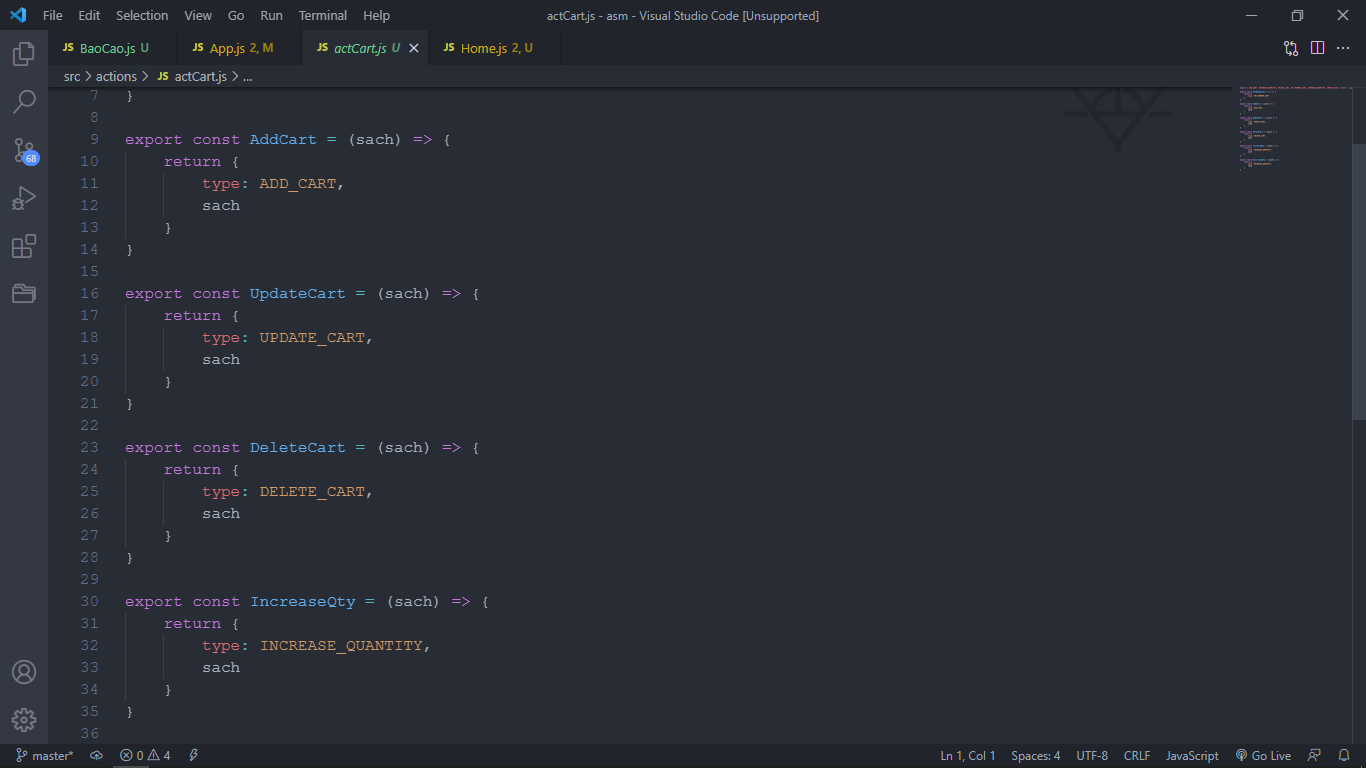 File Edit Selection View Go Run Terminal Help actCart.js - asm - Visual Studio Code [Unsupported]
JS BaoCao.js U JS App.js 2, M JS actCart.js U JS Home.js 2, U
src > actions > JS actCart.js > ...
7 }
8
9 export const AddCart = (sach) => {
10 return {
11 type: ADD_CART,
12 sach
13 }
14 }
15
16 export const UpdateCart = (sach) => {
17 return {
18 type: UPDATE_CART,
19 sach
20 }
21 }
22
23 export const DeleteCart = (sach) => {
24 return {
25 type: DELETE_CART,
26 sach
27 }
28 }
29
30 export const IncreaseQty = (sach) => {
31 return {
32 type: INCREASE_QUANTITY,
33 sach
34 }
35 }
36
68
master* 0 4 Ln 1, Col 1 Spaces: 4 UTF-8 CRLF JavaScript Go Live